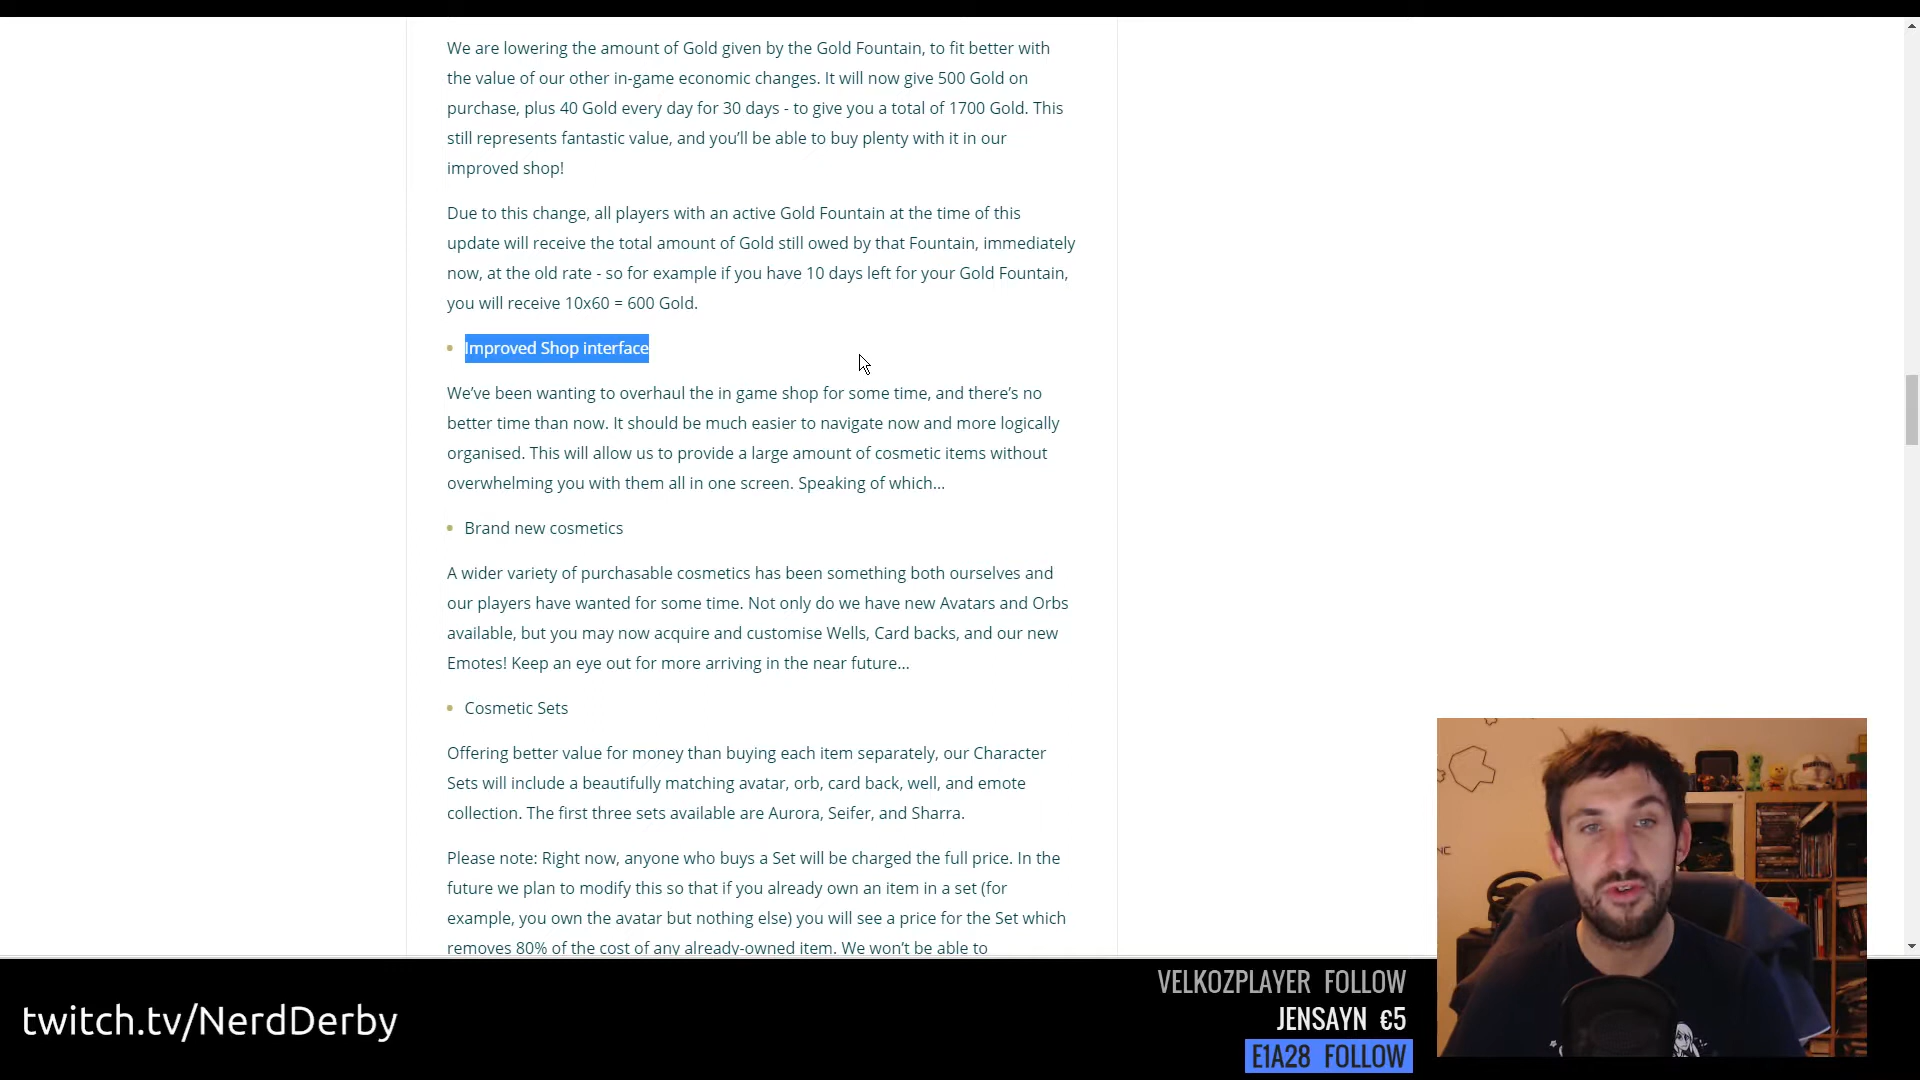 We are lowering the amount of Gold given by the Gold Fountain, to fit better with
the value of our other in-game economic changes. It will now give 500 Gold on
purchase, plus 40 Gold every day for 30 days - to give you a total of 1700 Gold. This
still represents fantastic value, and you’ll be able to buy plenty with it in our
improved shop!
Due to this change, all players with an active Gold Fountain at the time of this
update will receive the total amount of Gold still owed by that Fountain, immediately
now, at the old rate - so for example if you have 10 days left for your Gold Fountain,
you will receive 10x60 = 600 Gold.
• Improved Shop interface
We’ve been wanting to overhaul the in game shop for some time, and there’s no
better time than now. It should be much easier to navigate now and more logically
organised. This will allow us to provide a large amount of cosmetic items without
overwhelming you with them all in one screen. Speaking of which...
• Brand new cosmetics
A wider variety of purchasable cosmetics has been something both ourselves and
our players have wanted for some time. Not only do we have new Avatars and Orbs
available, but you may now acquire and customise Wells, Card backs, and our new
Emotes! Keep an eye out for more arriving in the near future...
• Cosmetic Sets
Offering better value for money than buying each item separately, our Character
Sets will include a beautifully matching avatar, orb, card back, well, and emote
collection. The first three sets available are Aurora, Seifer, and Sharra.
Please note: Right now, anyone who buys a Set will be charged the full price. In the
future we plan to modify this so that if you already own an item in a set (for
example, you own the avatar but nothing else) you will see a price for the Set which
removes 80% of the cost of any already-owned item. We won’t be able to
twitch.tv/NerdDerby
VELKOZPLAYER FOLLOW
JENSAYN €5
E1A28 FOLLOW